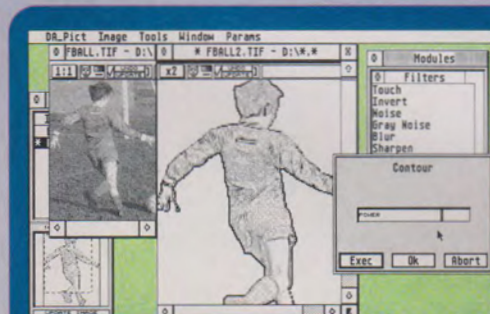 DA_Pict Image Tools Window Params
FBALL.TIF - D:\
* FBALL2.TIF - D:\*.*
Modules
1:1
x2
Filters
Touch
Invert
Noise
Gray Noise
Blur
Sharpen
Contour
POWER
Exec Ok Abort